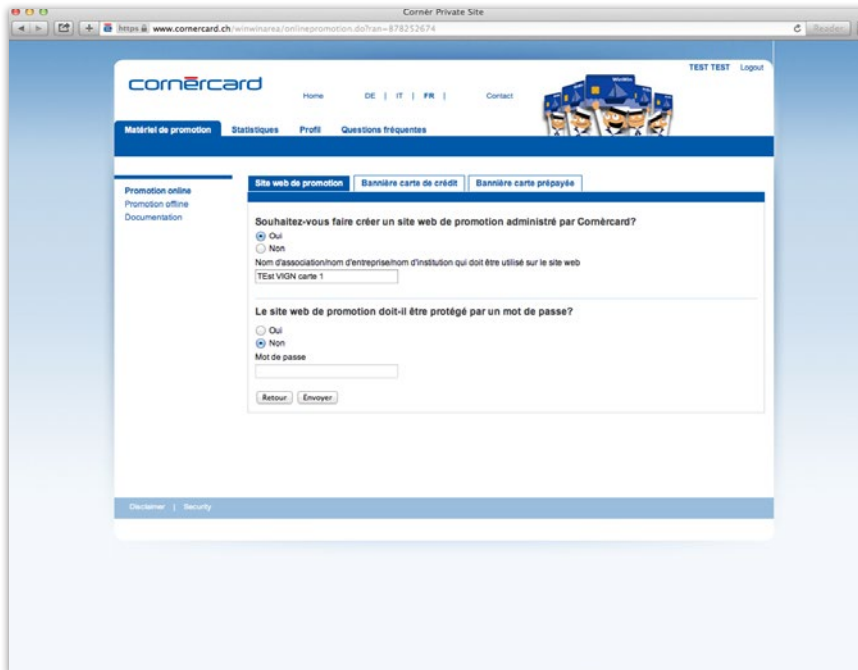 Cornèr Private Site
https www.cornercard.ch/winwinarea/onlinepromotion.do?ran=878252674
Reader
TEST TEST Logout
cornèrcard
Home DE | IT | FR | Contact
WinWin
Matériel de promotion Statistiques Profil Questions fréquentes
Promotion online
Promotion offline
Documentation
Site web de promotion Bannière carte de crédit Bannière carte prépayée
Souhaitez-vous faire créer un site web de promotion administré par Cornèrcard?
Oui
Non
Nom d'association/nom d'entreprise/nom d'institution qui doit être utilisé sur le site web
TEst VIGN carte 1
Le site web de promotion doit-il être protégé par un mot de passe?
Oui
Non
Mot de passe
Retour Envoyer
Disclaimer | Security